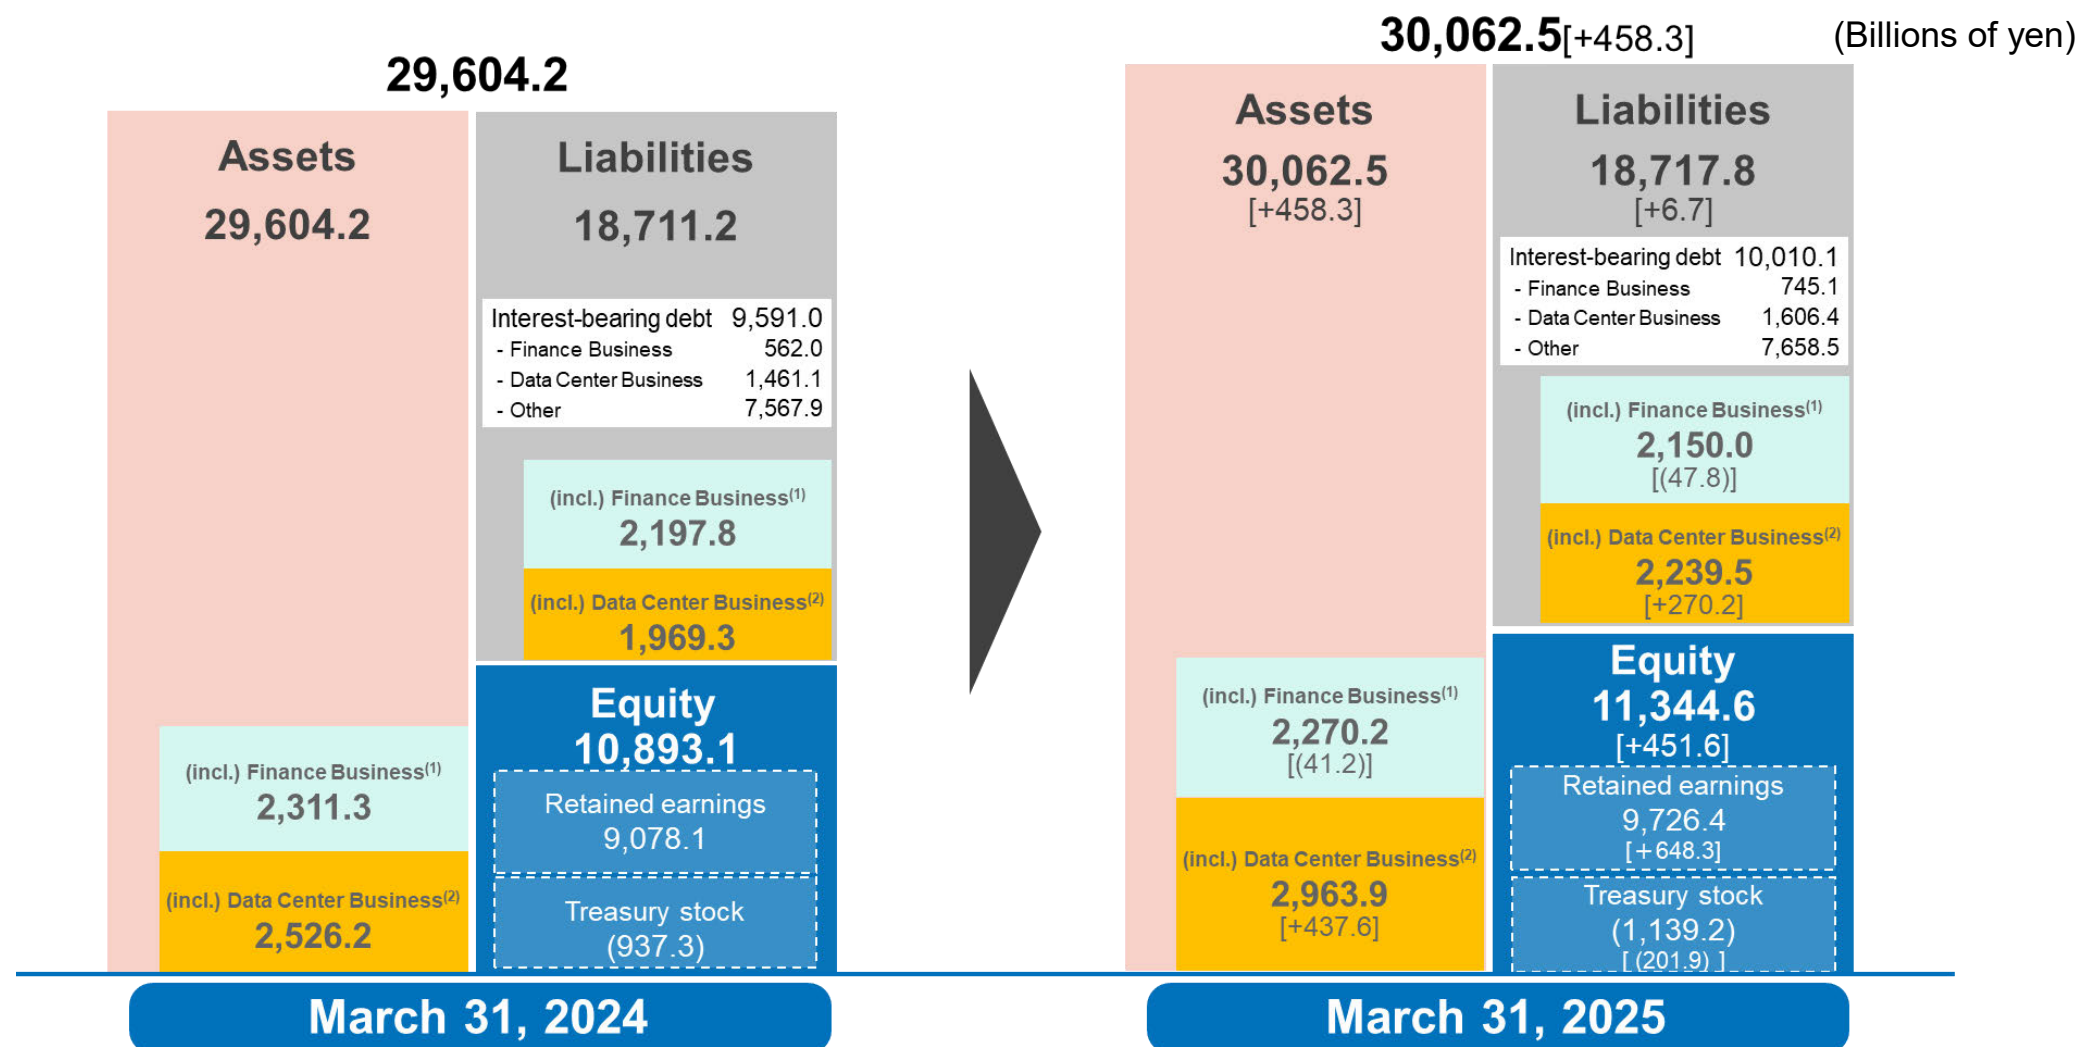 (Billions of yen)
29,604.2
Assets
29,604.2
Liabilities
18,711.2
Interest-bearing debt 9,591.0
- Finance Business 562.0
- Data Center Business 1,461.1
- Other 7,567.9
(incl.) Finance Business(1)
2,197.8
(incl.) Data Center Business(2)
1,969.3
(incl.) Finance Business(1)
2,311.3
(incl.) Data Center Business(2)
2,526.2
Equity
10,893.1
Retained earnings
9,078.1
Treasury stock
(937.3)
March 31, 2024
30,062.5[+458.3]
Assets
30,062.5
[+458.3]
Liabilities
18,717.8
[+6.7]
Interest-bearing debt 10,010.1
- Finance Business 745.1
- Data Center Business 1,606.4
- Other 7,658.5
(incl.) Finance Business(1)
2,150.0
[(47.8)]
(incl.) Data Center Business(2)
2,239.5
[+270.2]
(incl.) Finance Business(1)
2,270.2
[(41.2)]
(incl.) Data Center Business(2)
2,963.9
[+437.6]
Equity
11,344.6
[+451.6]
Retained earnings
9,726.4
[+648.3]
Treasury stock
(1,139.2)
[ (201.9) ]
March 31, 2025